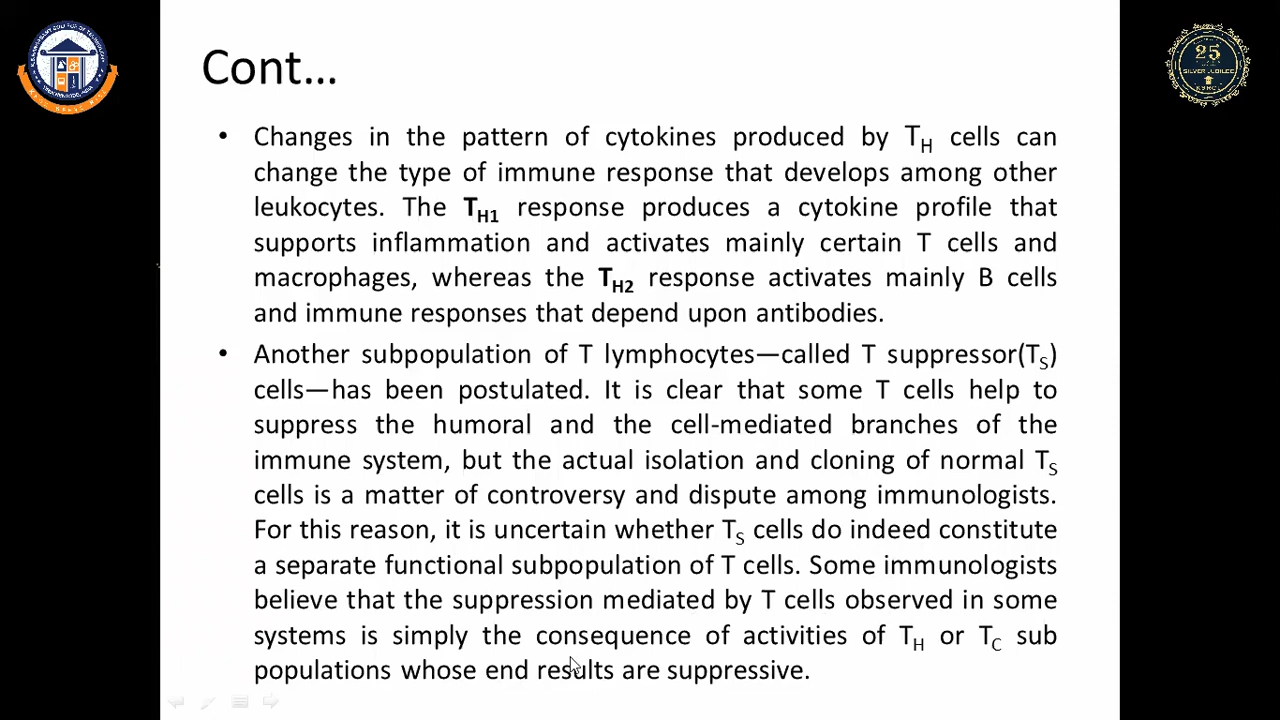 Cont...
• Changes in the pattern of cytokines produced by TH cells can
change the type of immune response that develops among other
leukocytes. The TH1 response produces a cytokine profile that
supports inflammation and activates mainly certain T cells and
macrophages, whereas the TH2 response activates mainly B cells
and immune responses that depend upon antibodies.
• Another subpopulation of T lymphocytes—called T suppressor(TS)
cells—has been postulated. It is clear that some T cells help to
suppress the humoral and the cell-mediated branches of the
immune system, but the actual isolation and cloning of normal TS
cells is a matter of controversy and dispute among immunologists.
For this reason, it is uncertain whether TS cells do indeed constitute
a separate functional subpopulation of T cells. Some immunologists
believe that the suppression mediated by T cells observed in some
systems is simply the consequence of activities of TH or TC sub
populations whose end results are suppressive.
25
SILVER JUBILEE